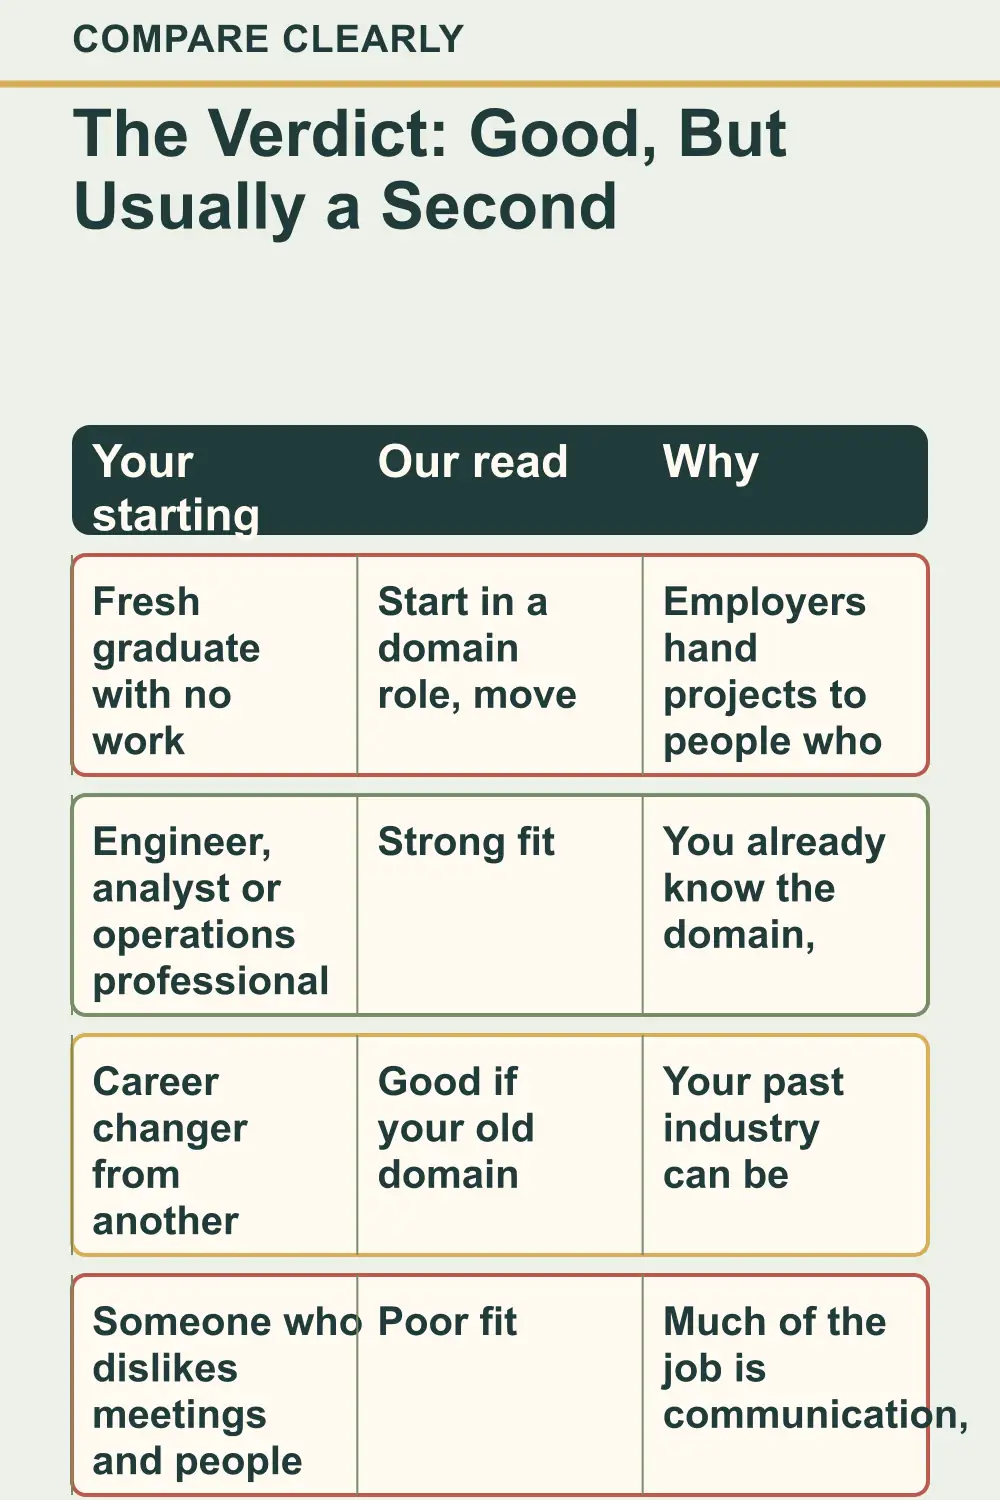 COMPARE CLEARLY
The Verdict: Good, But
Usually a Second
Your
starting
Our read
Why
Fresh
graduate
with no
work
Start in a
domain
role, move
Employers
hand
projects to
people who
Engineer,
analyst or
operations
professional
Strong fit
You already
know the
domain,
Career
changer
from
another
Good if
your old
domain
Your past
industry
can be
Someone who
dislikes
meetings
and people
Poor fit
Much of the
job is
communication,